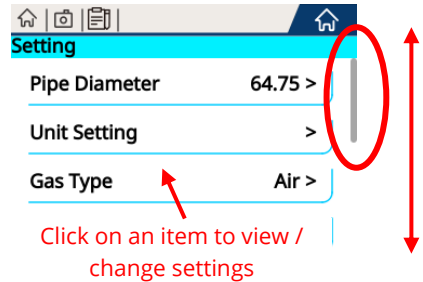 Setting
Pipe Diameter 64.75 >
Unit Setting >
Gas Type Air >
Click on an item to view /
change settings